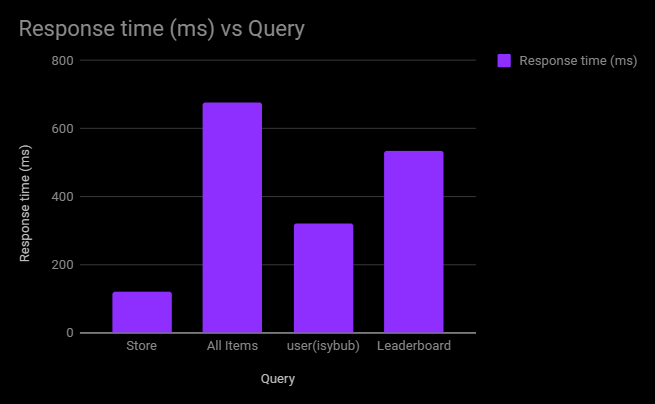 Response time (ms) vs Query
Response time (ms)
800
600
400
200
0
Response time (ms)
Store
All Items
user(isybub)
Leaderboard
Query